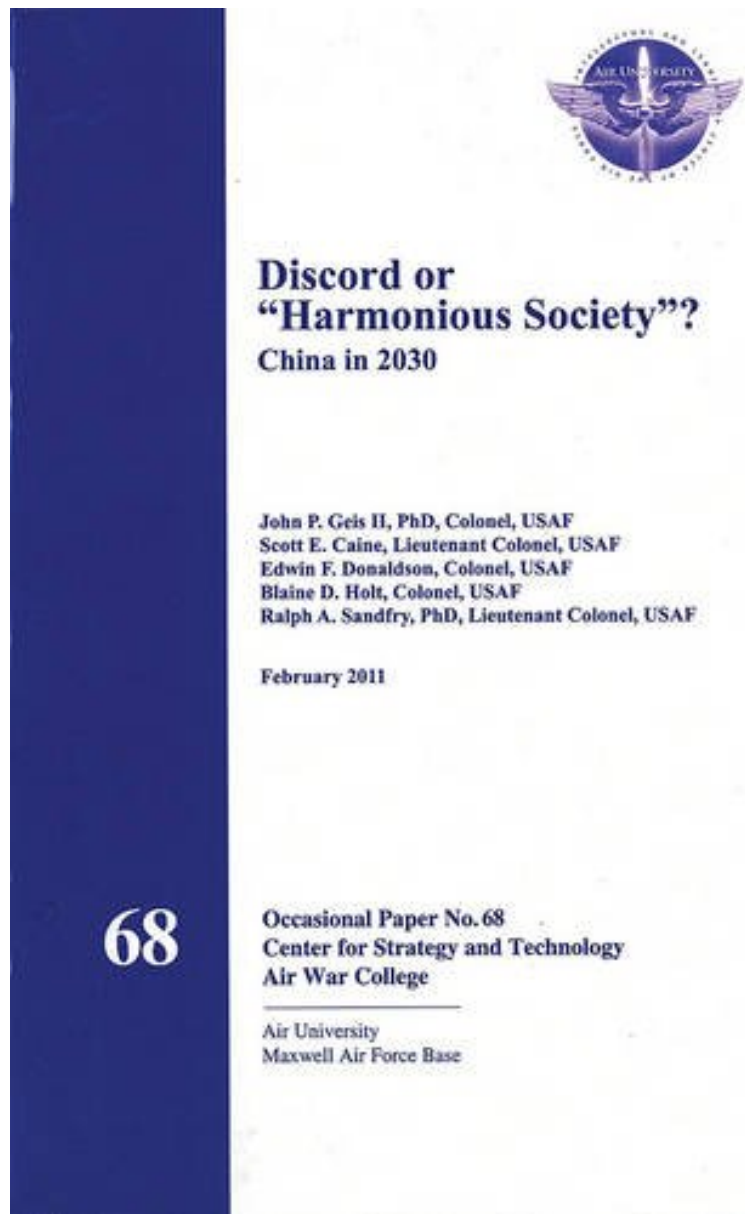 AIR UNIVERSITY
Discord or
“Harmonious Society”?
China in 2030
John P. Geis II, PhD, Colonel, USAF
Scott E. Caine, Lieutenant Colonel, USAF
Edwin F. Donaldson, Colonel, USAF
Blaine D. Holt, Colonel, USAF
Ralph A. Sandfry, PhD, Lieutenant Colonel, USAF
February 2011
68
Occasional Paper No. 68
Center for Strategy and Technology
Air War College
Air University
Maxwell Air Force Base